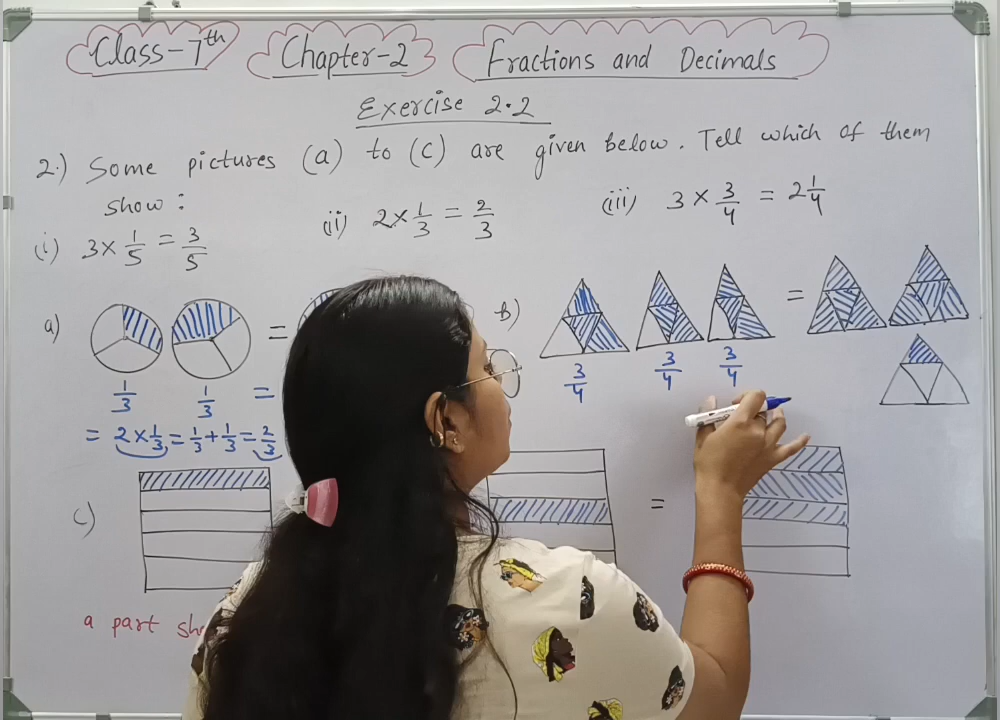 Class-7th Chapter-2 Fractions and Decimals
Exercise 2.2
2.) Some pictures (a) to (c) are given below. Tell which of them
show:
(i) 3 × 1/5 = 3/5 (ii) 2 × 1/3 = 2/3 (iii) 3 × 3/4 = 2 1/4
a) = b) =
1/3 1/3 = 3/4 3/4 3/4
= 2 × 1/3 = 1/3 + 1/3 = 2/3
c) =
a part